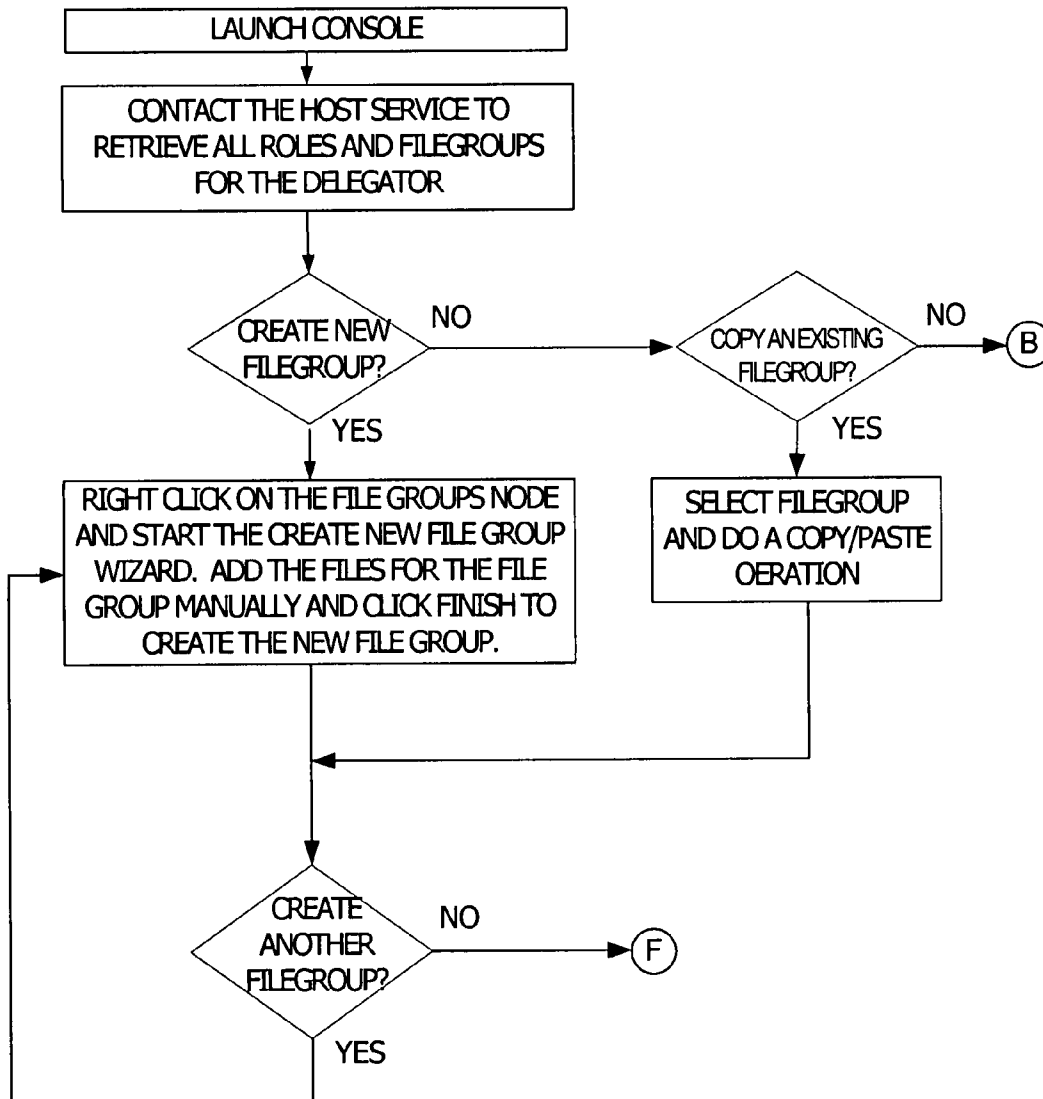 LAUNCH CONSOLE
CONTACT THE HOST SERVICE TO
RETRIEVE ALL ROLES AND FILEGROUPS
FOR THE DELEGATOR
CREATE NEW
FILEGROUP?
NO
COPY AN EXISTING
FILEGROUP?
NO
B
YES
YES
RIGHT CLICK ON THE FILE GROUPS NODE
AND START THE CREATE NEW FILE GROUP
WIZARD. ADD THE FILES FOR THE FILE
GROUP MANUALLY AND CLICK FINISH TO
CREATE THE NEW FILE GROUP.
SELECT FILEGROUP
AND DO A COPY/PASTE
OERATION
CREATE
ANOTHER
FILEGROUP?
NO
F
YES